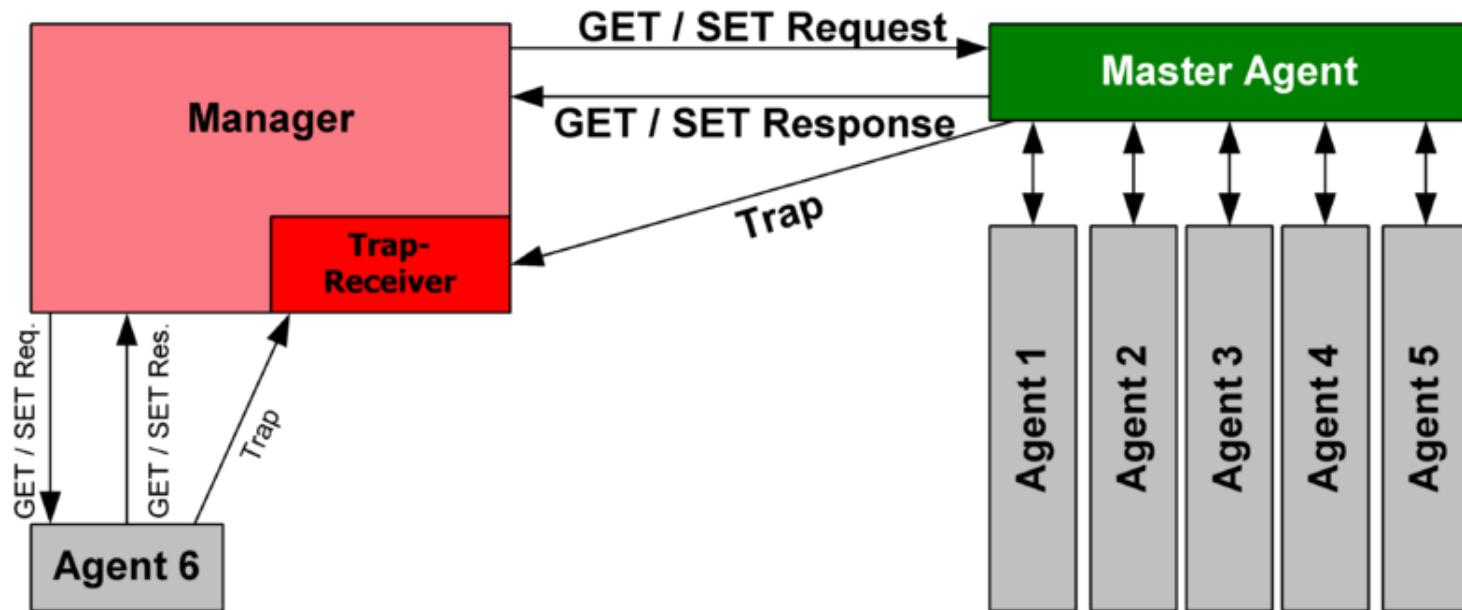 GET / SET Request
Master Agent
Manager
GET / SET Response
Trap
Trap-
Receiver
GET / SET Req.
GET / SET Res.
Trap
Agent 1
Agent 2
Agent 3
Agent 4
Agent 5
Agent 6